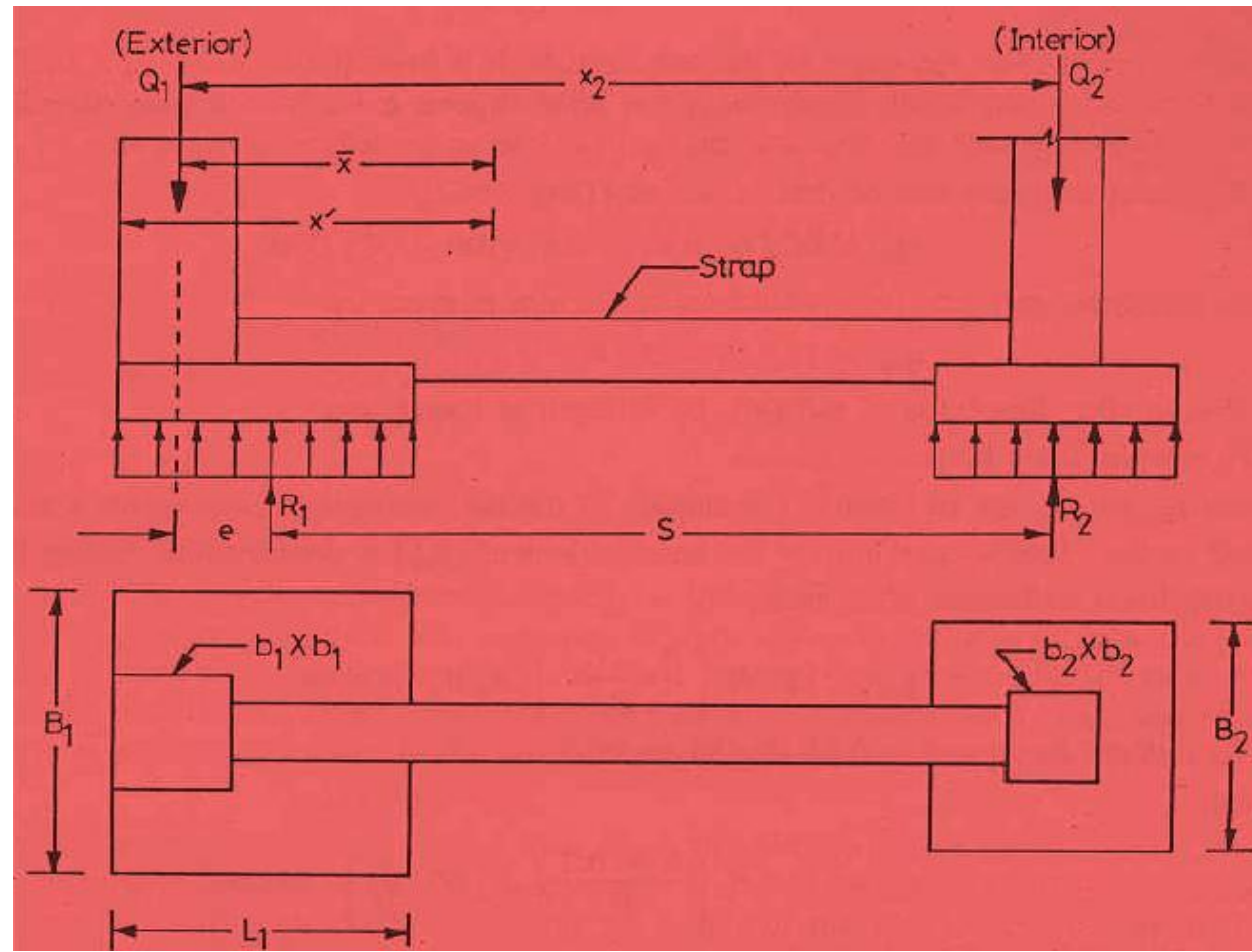 (Exterior)
(Interior)
Q₁
x₂
Q₂
x̄
x′
Strap
R₁
R₂
e
S
b₁ X b₁
b₂ X b₂
B₁
B₂
L₁